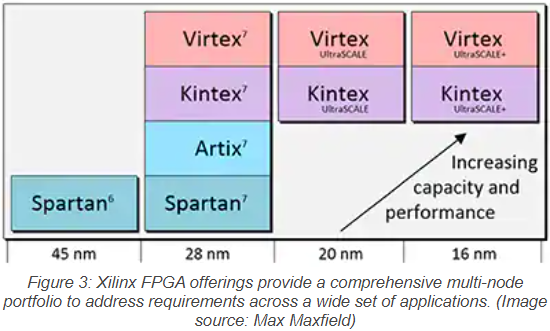 Virtex⁷
Virtex
UltraSCALE
Virtex
UltraSCALE+
Kintex⁷
Kintex
UltraSCALE
Kintex
UltraSCALE+
Artix⁷
Increasing
capacity and
performance
Spartan⁶
Spartan⁷
45 nm
28 nm
20 nm
16 nm
Figure 3: Xilinx FPGA offerings provide a comprehensive multi-node
portfolio to address requirements across a wide set of applications. (Image
source: Max Maxfield)